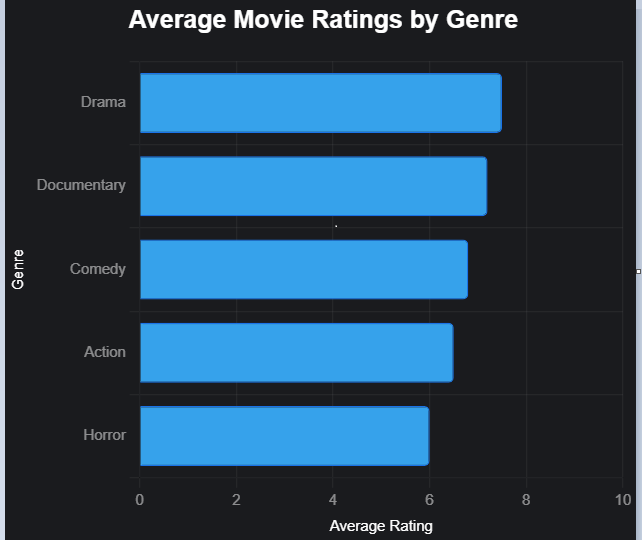 Average Movie Ratings by Genre
Drama
Documentary
Comedy
Action
Horror
Genre
0 2 4 6 8 10
Average Rating